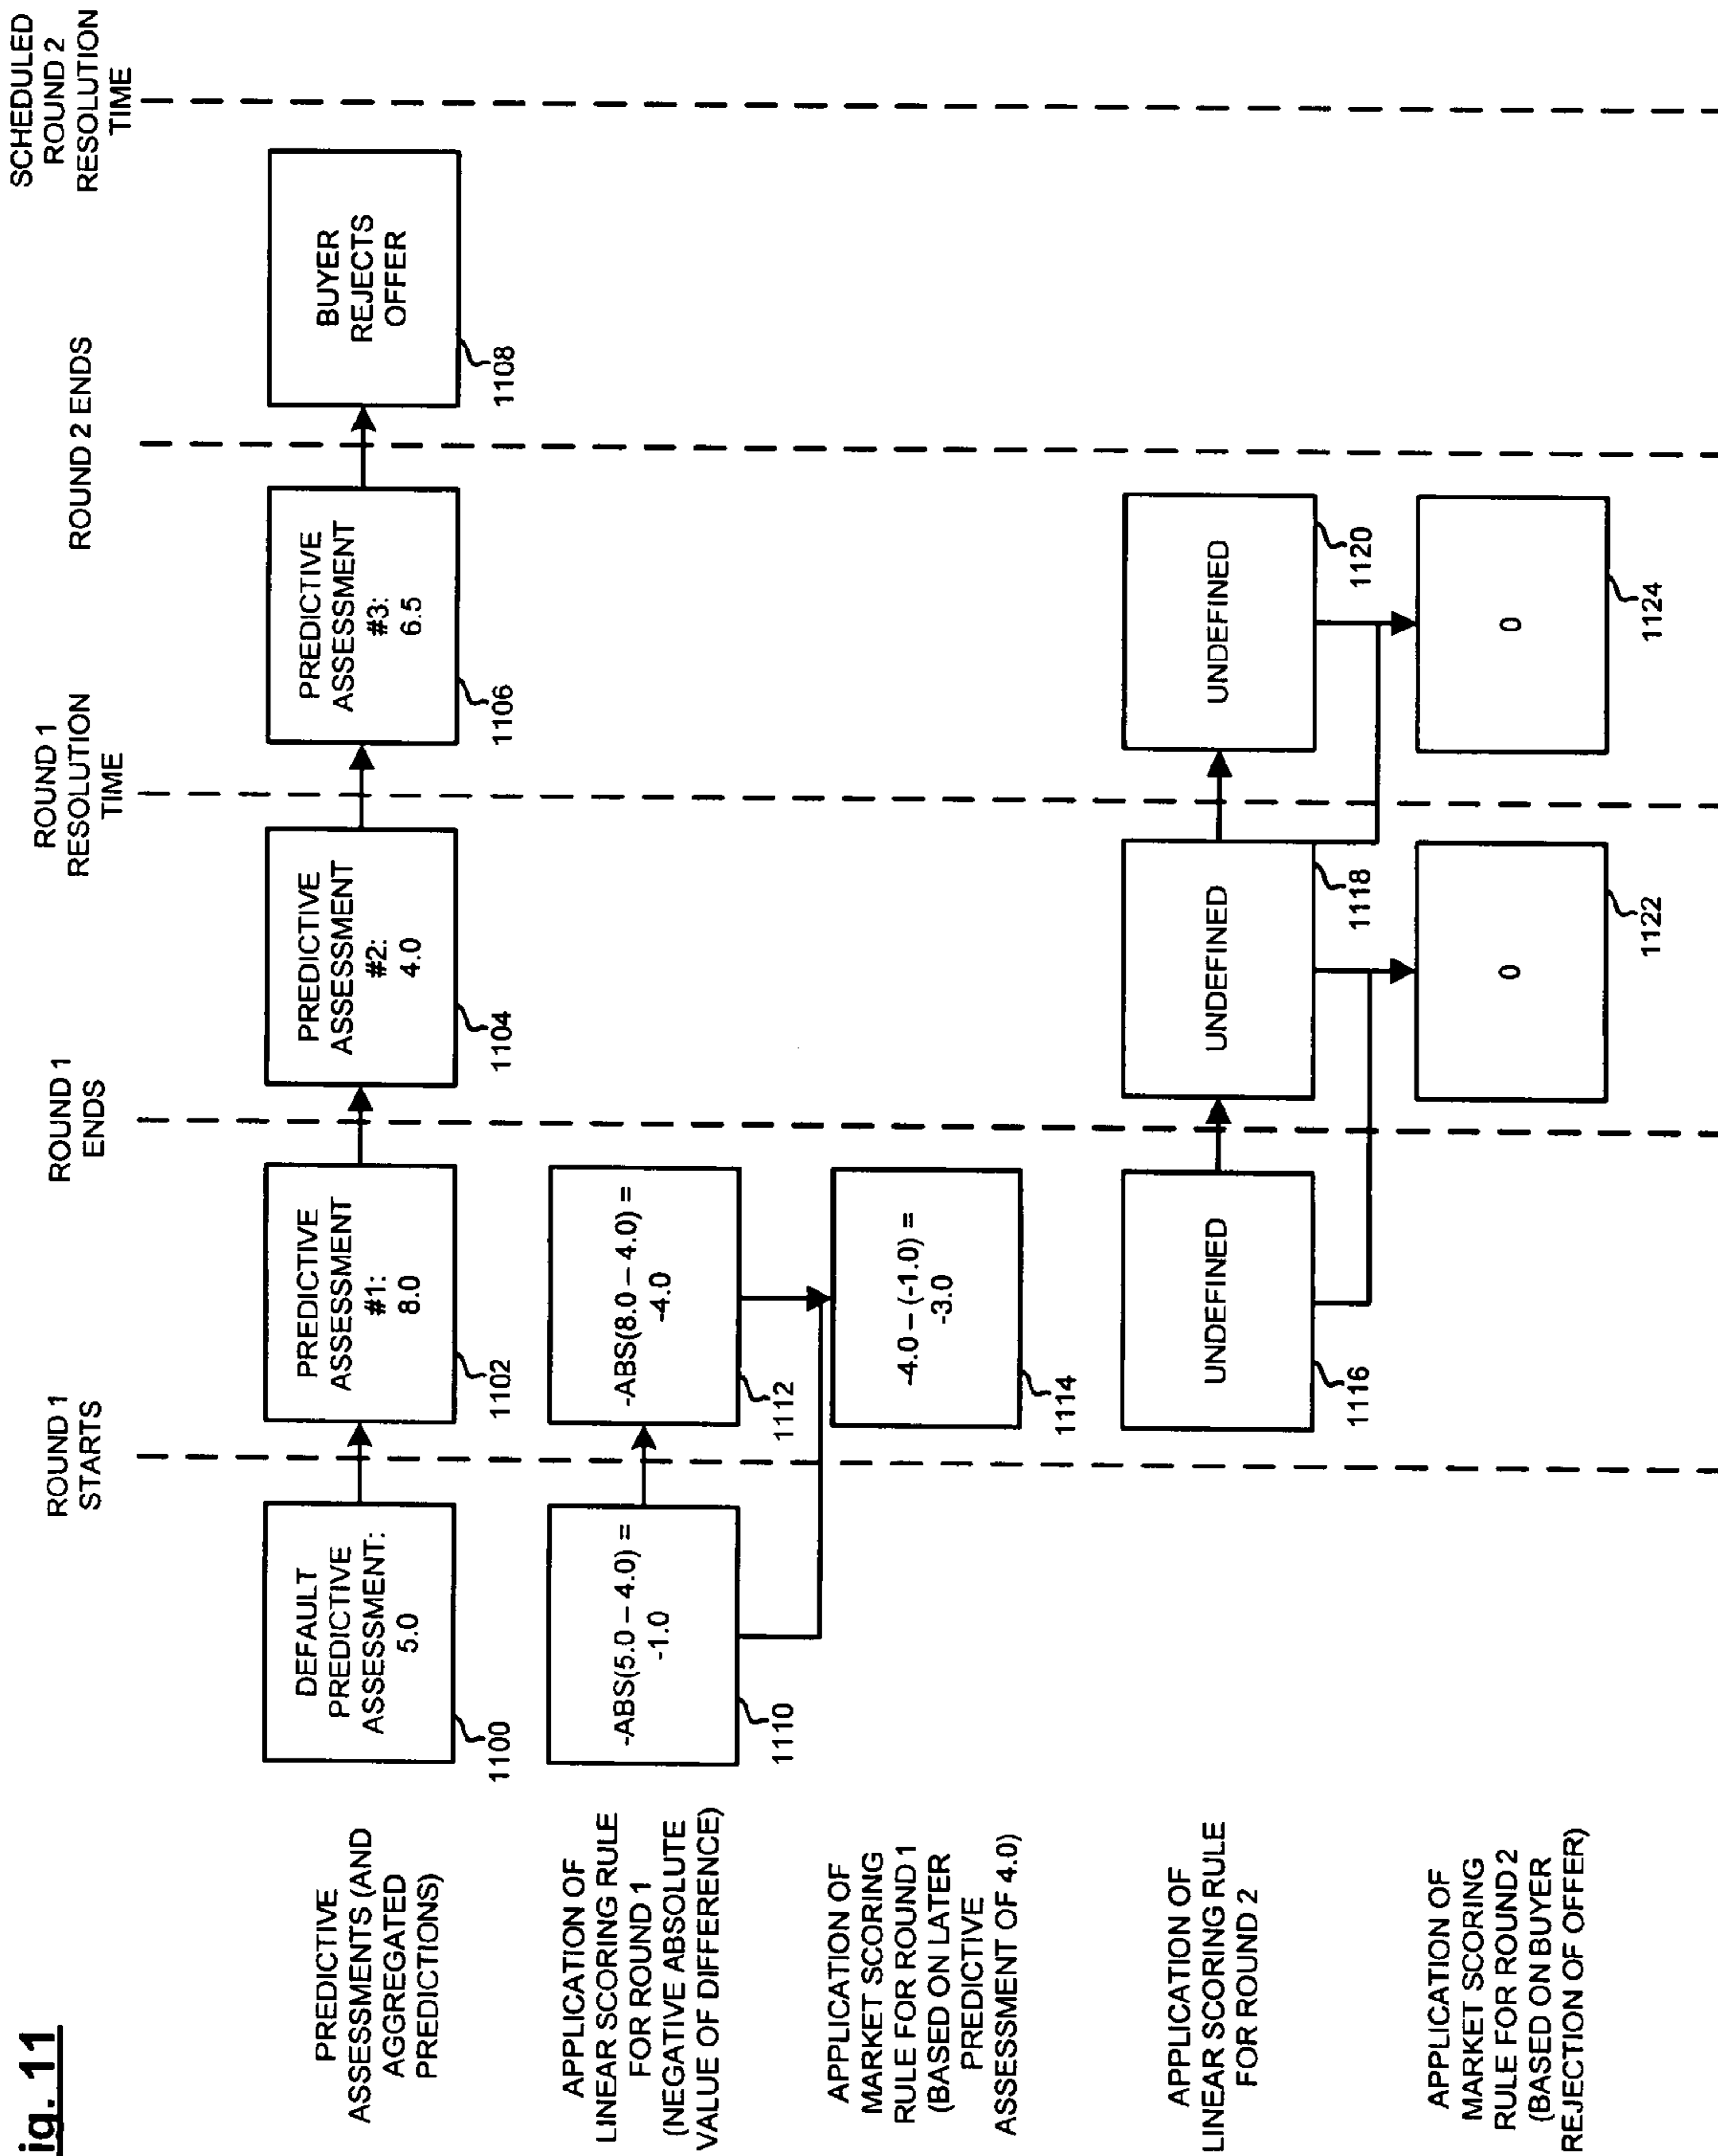 ig. 11
ROUND 1
STARTS
ROUND 1
ENDS
ROUND 1
RESOLUTION
TIME
ROUND 2 ENDS
SCHEDULED
ROUND 2
RESOLUTION
TIME
PREDICTIVE
ASSESSMENTS (AND
AGGREGATED
PREDICTIONS)
DEFAULT
PREDICTIVE
ASSESSMENT:
5.0
1100
PREDICTIVE
ASSESSMENT
#1:
8.0
1102
PREDICTIVE
ASSESSMENT
#2:
4.0
1104
PREDICTIVE
ASSESSMENT
#3:
6.5
1106
BUYER
REJECTS
OFFER
1108
APPLICATION OF
LINEAR SCORING RULE
FOR ROUND 1
(NEGATIVE ABSOLUTE
VALUE OF DIFFERENCE)
-ABS(5.0 – 4.0) =
-1.0
1110
-ABS(8.0 – 4.0) =
-4.0
1112
APPLICATION OF
MARKET SCORING
RULE FOR ROUND 1
(BASED ON LATER
PREDICTIVE
ASSESSMENT OF 4.0)
-4.0 – (-1.0) =
-3.0
1114
APPLICATION OF
LINEAR SCORING RULE
FOR ROUND 2
UNDEFINED
1116
UNDEFINED
1118
UNDEFINED
1120
APPLICATION OF
MARKET SCORING
RULE FOR ROUND 2
(BASED ON BUYER
REJECTION OF OFFER)
0
1122
0
1124